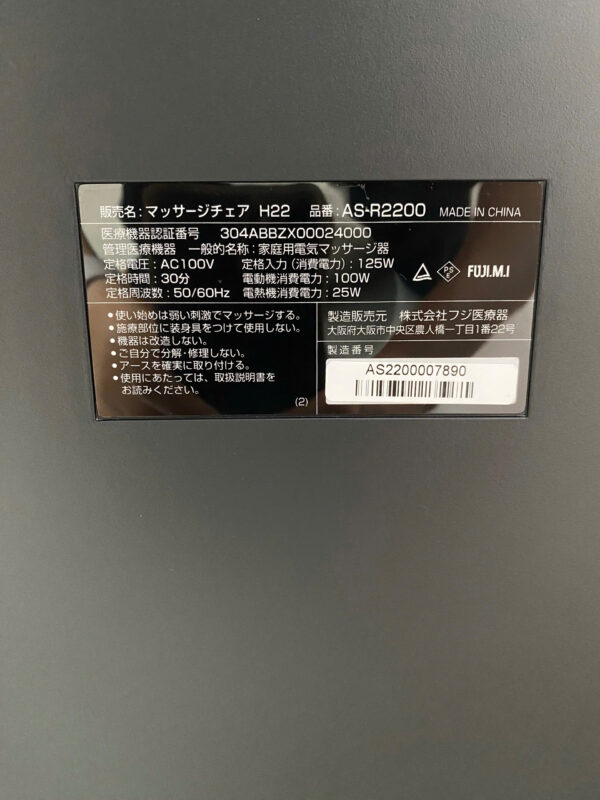 販売名：マッサージチェア H22 品番：AS-R2200 MADE IN CHINA
医療機器認証番号 304ABBZX00024000
管理医療機器 一般的名称：家庭用電気マッサージ器
定格電圧：AC100V 定格入力（消費電力）：125W
定格時間：30分 電動機消費電力：100W
定格周波数：50/60Hz 電熱機消費電力：25W
PS E FUJI.M.I
●使い始めは弱い刺激でマッサージする。
●施療部位に装身具をつけて使用しない。
●機器は改造しない。
●ご自分で分解・修理しない。
●アースを確実に取り付ける。
●使用にあたっては、取扱説明書を
お読みください。
(2)
製造販売元 株式会社フジ医療器
大阪府大阪市中央区農人橋一丁目1番22号
製造番号
AS2200007890